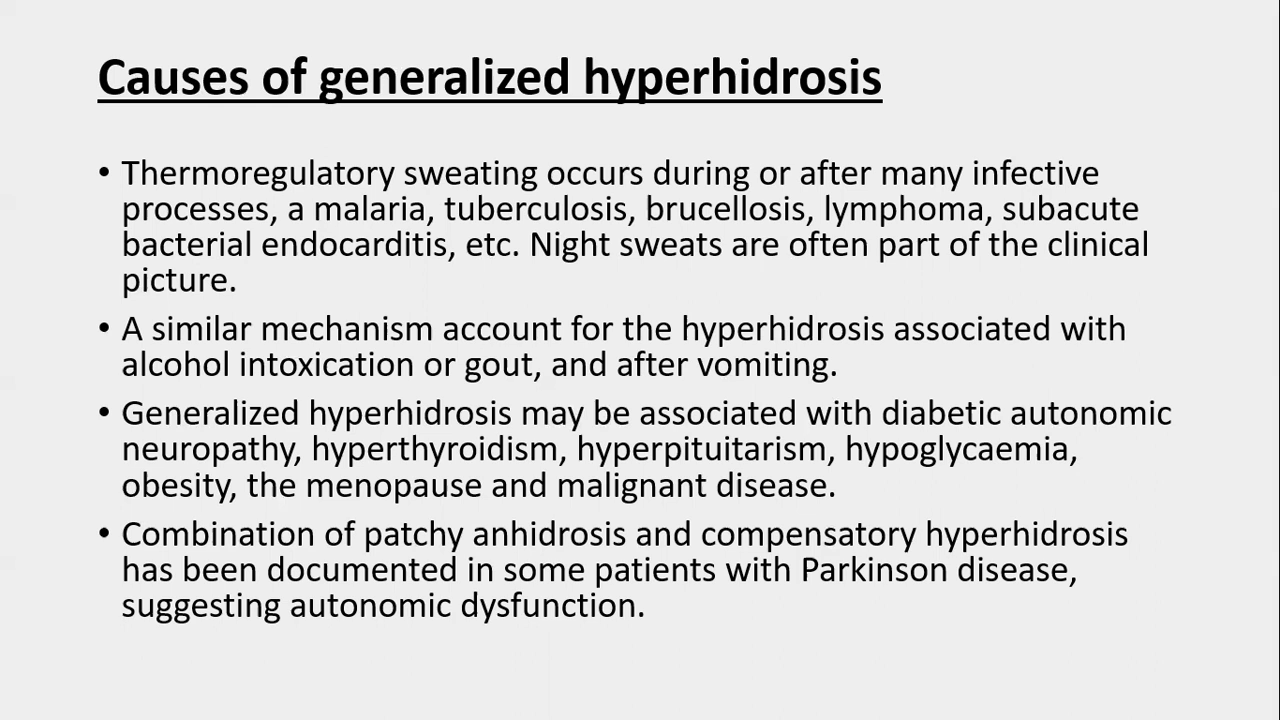 Causes of generalized hyperhidrosis
• Thermoregulatory sweating occurs during or after many infective
processes, a malaria, tuberculosis, brucellosis, lymphoma, subacute
bacterial endocarditis, etc. Night sweats are often part of the clinical
picture.
• A similar mechanism account for the hyperhidrosis associated with
alcohol intoxication or gout, and after vomiting.
• Generalized hyperhidrosis may be associated with diabetic autonomic
neuropathy, hyperthyroidism, hyperpituitarism, hypoglycaemia,
obesity, the menopause and malignant disease.
• Combination of patchy anhidrosis and compensatory hyperhidrosis
has been documented in some patients with Parkinson disease,
suggesting autonomic dysfunction.